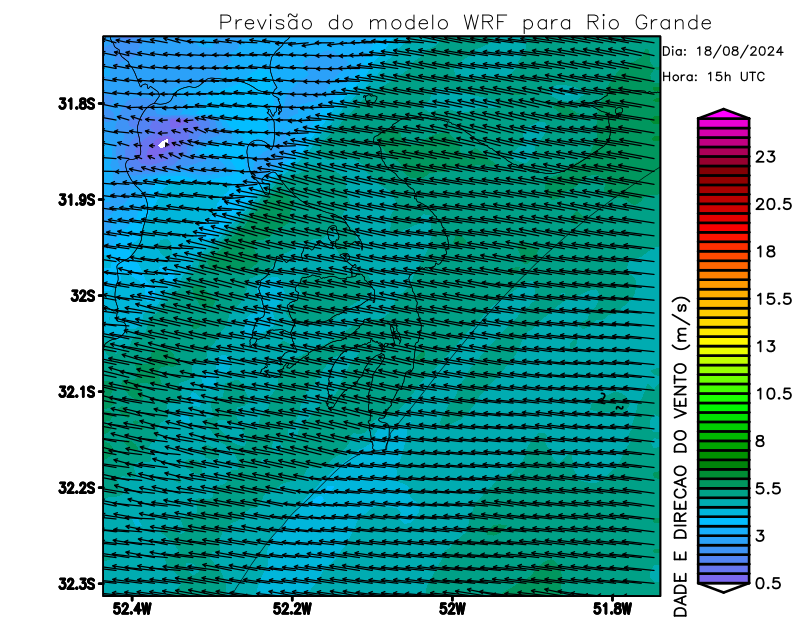 Previsão do modelo WRF para Rio Grande
Dia: 18/08/2024
Hora: 15h UTC
31.8S
31.9S
32S
32.1S
32.2S
32.3S
52.4W
52.2W
52W
51.8W
23
20.5
18
15.5
13
10.5
8
5.5
3
0.5
DADE E DIRECAO DO VENTO (m/s)